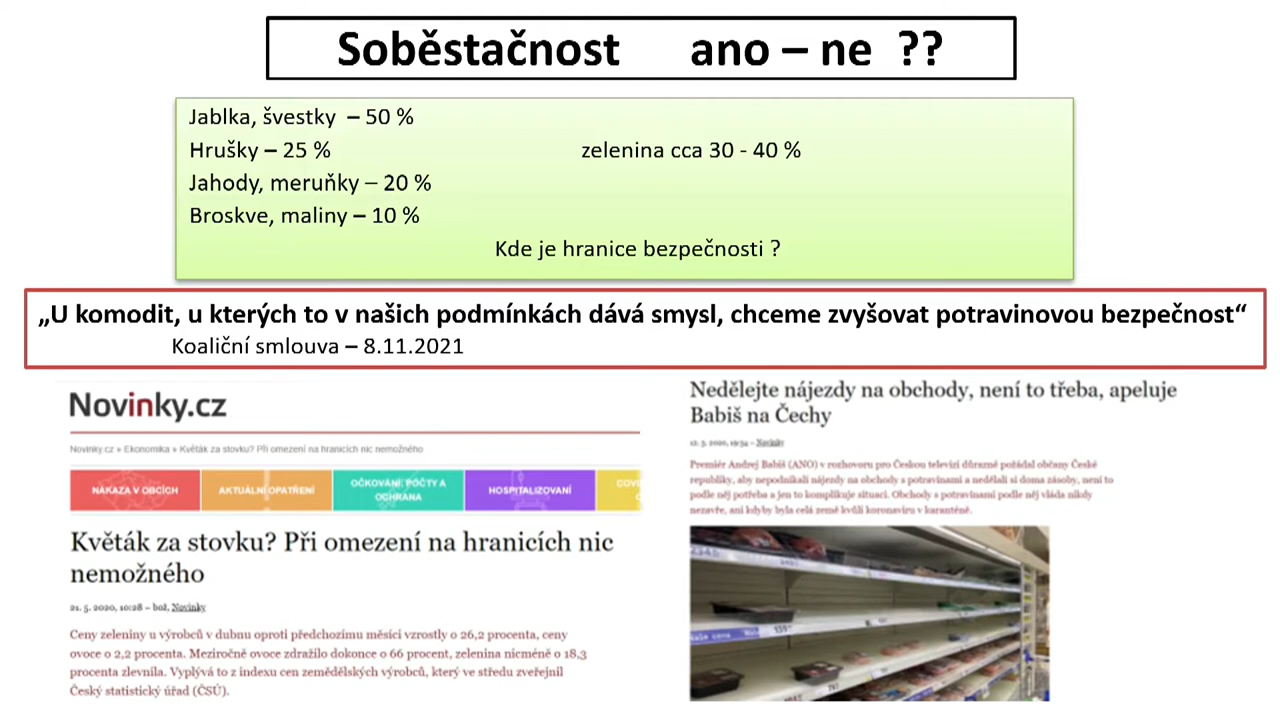 Soběstačnost ano – ne ??
Jablka, švestky – 50 %
Hrušky – 25 % zelenina cca 30 - 40 %
Jahody, meruňky – 20 %
Broskve, maliny – 10 %
Kde je hranice bezpečnosti ?
„U komodit, u kterých to v našich podmínkách dává smysl, chceme zvyšovat potravinovou bezpečnost“
Koaliční smlouva – 8.11.2021
Novinky.cz
Novinky.cz » Ekonomika » Květák za stovku? Při omezení na hranicích nic nemožného
NÁKAZA V OBCÍCH
AKTUÁLNÍ OPATŘENÍ
OČKOVÁNÍ, POČTY A
OCHRANA
HOSPITALIZOVANÍ
Květák za stovku? Při omezení na hranicích nic
nemožného
21. 5. 2020, 10:28 – bož, Novinky
Ceny zeleniny u výrobců v dubnu oproti předchozímu měsíci vzrostly o 26,2 procenta, ceny
ovoce o 2,2 procenta. Meziročně ovoce zdražilo dokonce o 66 procent, zelenina nicméně o 18,3
procenta zlevnila. Vyplývá to z indexu cen zemědělských výrobců, který ve středu zveřejnil
Český statistický úřad (ČSÚ).
Nedělejte nájezdy na obchody, není to třeba, apeluje
Babiš na Čechy
12. 3. 2020, 19:34 – Novinky
Premiér Andrej Babiš (ANO) v rozhovoru pro Českou televizi důrazně požádal občany České
republiky, aby nepodnikali nájezdy na obchody s potravinami a nedělali si doma zásoby, není to
podle něj potřeba a jen to komplikuje situaci. Obchody s potravinami podle něj vláda nikdy
nezavře, ani kdyby byla celá země kvůli koronaviru v karanténě.